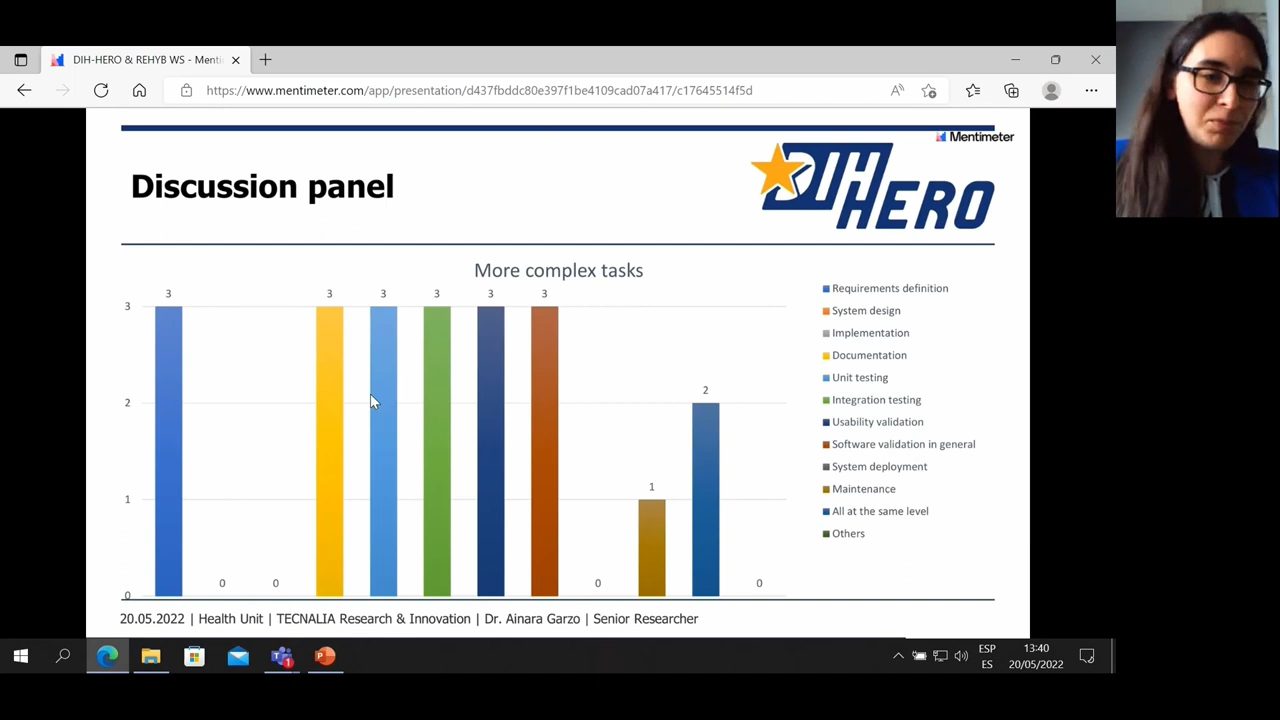 DIH-HERO & REHYB WS - Menti
https://www.mentimeter.com/app/presentation/d437fbddc80e397f1be4109cad07a417/c17645514f5d
Mentimeter
Discussion panel
DIH
HERO
More complex tasks
3
2
1
0
3
0
0
3
3
3
3
3
0
1
2
0
Requirements definition
System design
Implementation
Documentation
Unit testing
Integration testing
Usability validation
Software validation in general
System deployment
Maintenance
All at the same level
Others
20.05.2022 | Health Unit | TECNALIA Research & Innovation | Dr. Ainara Garzo | Senior Researcher
1
ESP
ES
13:40
20/05/2022